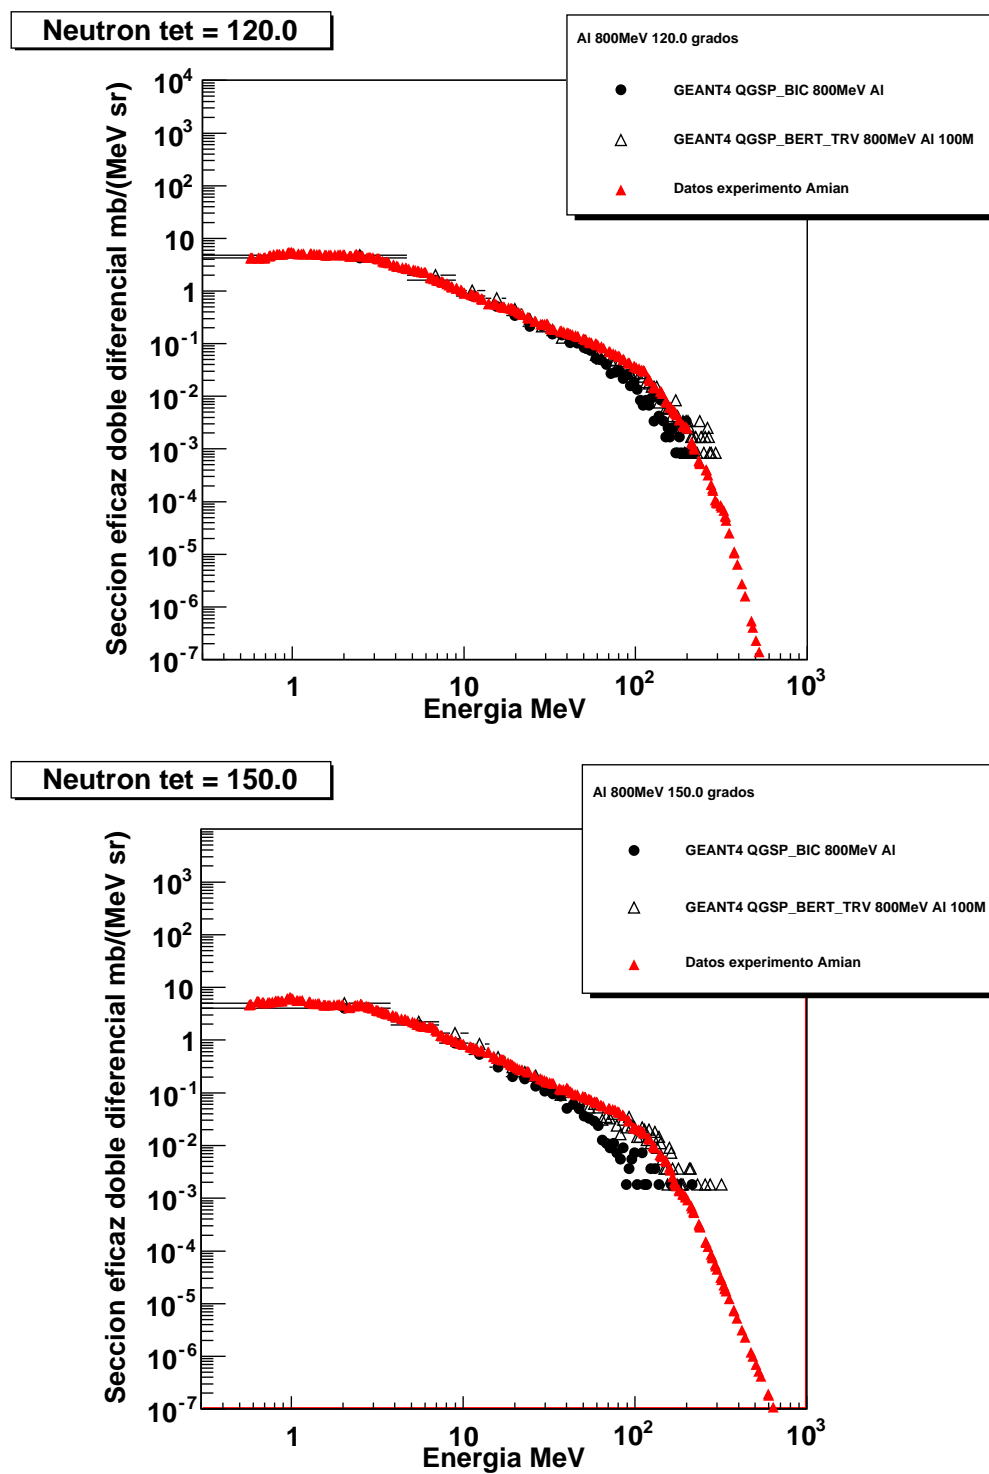 Neutron tet = 120.0
Al 800MeV 120.0 grados
GEANT4 QGSP_BIC 800MeV Al
GEANT4 QGSP_BERT_TRV 800MeV Al 100M
Datos experimento Amian
Seccion eficaz doble diferencial mb/(MeV sr)
10^4
10^3
10^2
10
1
10^-1
10^-2
10^-3
10^-4
10^-5
10^-6
10^-7
1
10
10^2
10^3
Energia MeV
Neutron tet = 150.0
Al 800MeV 150.0 grados
GEANT4 QGSP_BIC 800MeV Al
GEANT4 QGSP_BERT_TRV 800MeV Al 100M
Datos experimento Amian
Seccion eficaz doble diferencial mb/(MeV sr)
10^3
10^2
10
1
10^-1
10^-2
10^-3
10^-4
10^-5
10^-6
10^-7
1
10
10^2
10^3
Energia MeV